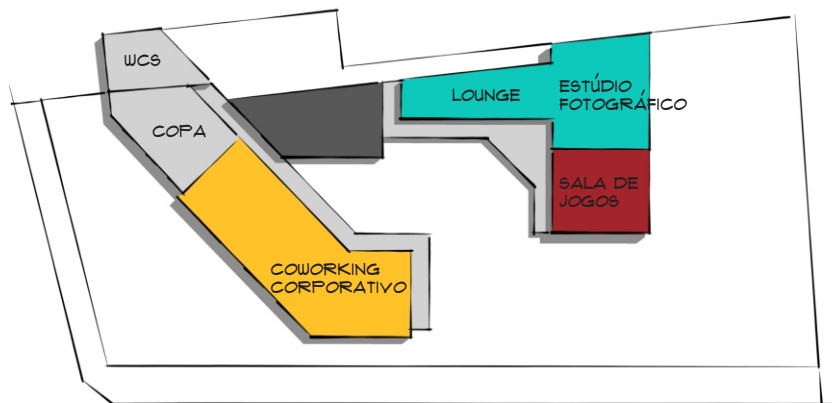 WCS
COPA
LOUNGE
ESTÚDIO
FOTOGRÁFICO
SALA DE
JOGOS
COWORKING
CORPORATIVO